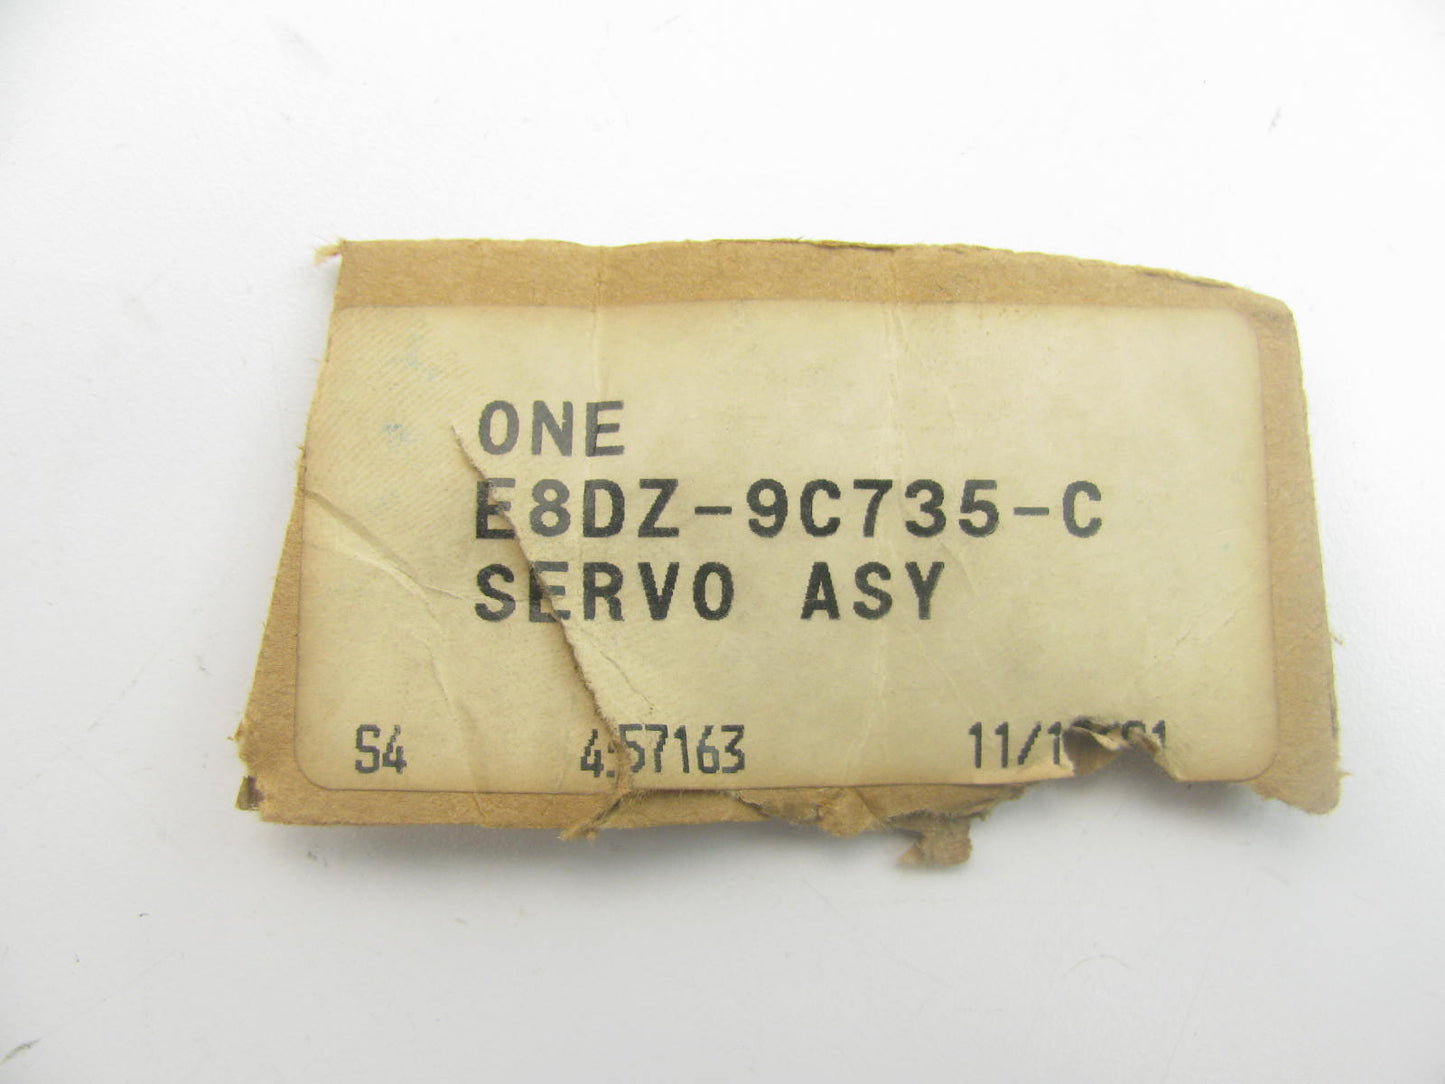 ONE
E8DZ-9C735-C
SERVO ASY
S4